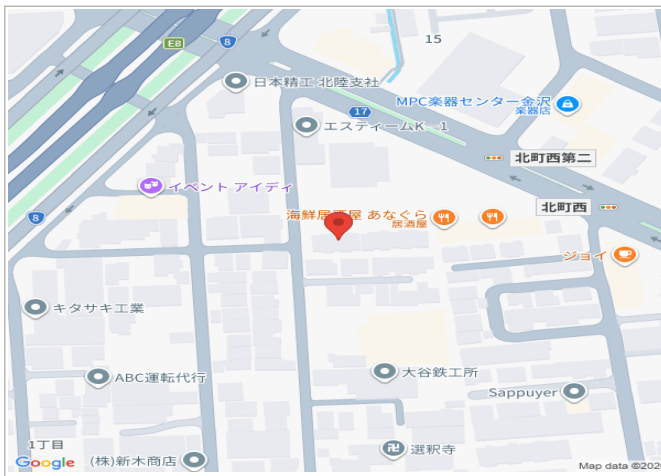 E8
8
15
日本精工 北陸支社
MPC楽器センター金沢
楽器店
17
エスティームK 1
北町西第二
イベント アイディ
北町西
8
海鮮居酒屋 あなぐら
居酒屋
ジョイ
キタサキ工業
大谷鉄工所
ABC運転代行
Sappuyer
1丁目
選釈寺
Google
(株)新木商店
Map data ©202